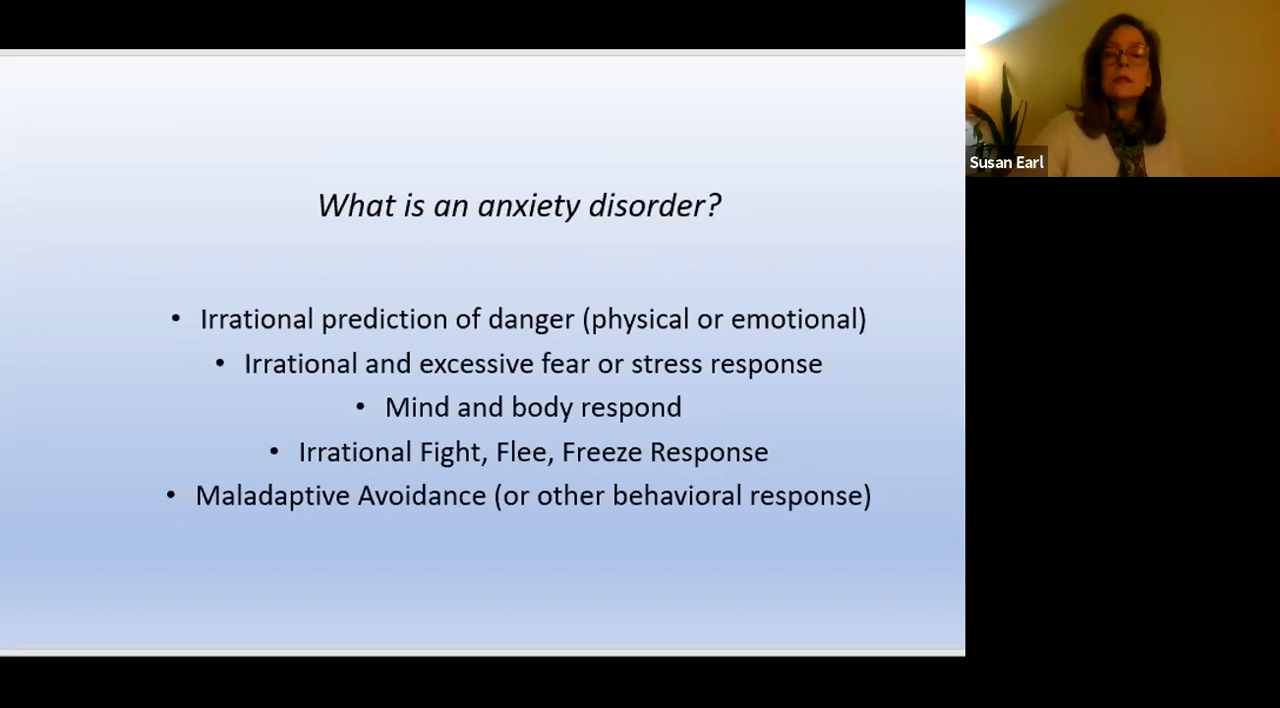 What is an anxiety disorder?
• Irrational prediction of danger (physical or emotional)
• Irrational and excessive fear or stress response
• Mind and body respond
• Irrational Fight, Flee, Freeze Response
• Maladaptive Avoidance (or other behavioral response)
Susan Earl